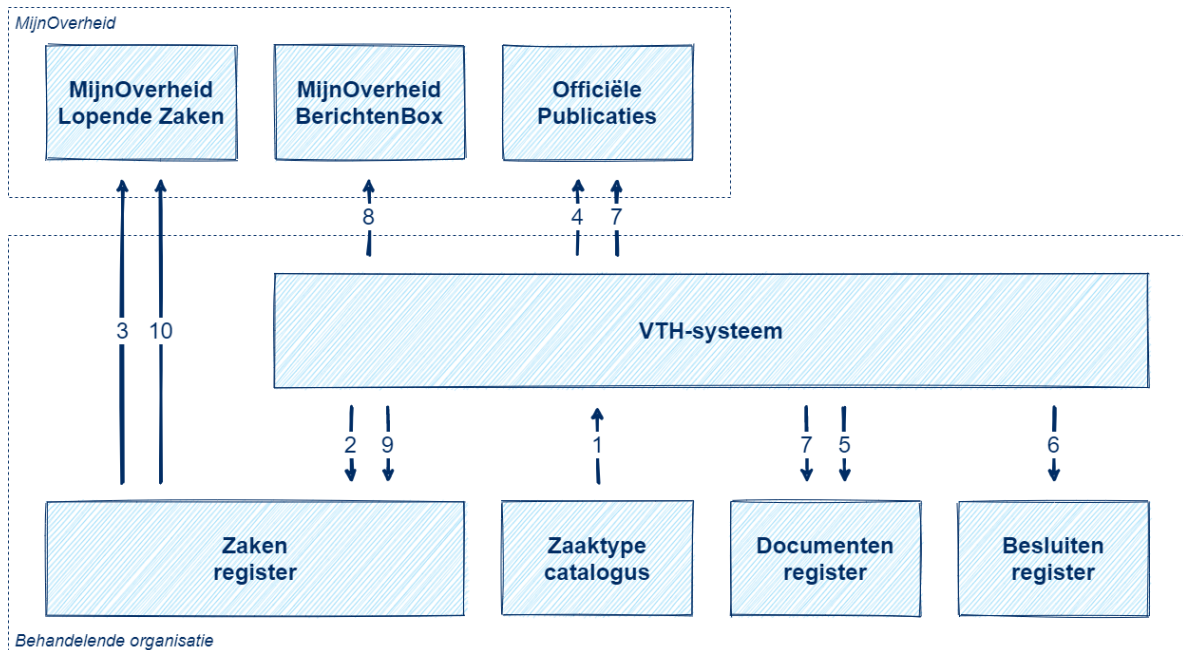 MijnOverheid
MijnOverheid
Lopende Zaken
MijnOverheid
BerichtenBox
Officiële
Publicaties
8
4
7
3
10
VTH-systeem
2
9
1
7
5
6
Zaken
register
Zaaktype
catalogus
Documenten
register
Besluiten
register
Behandelende organisatie